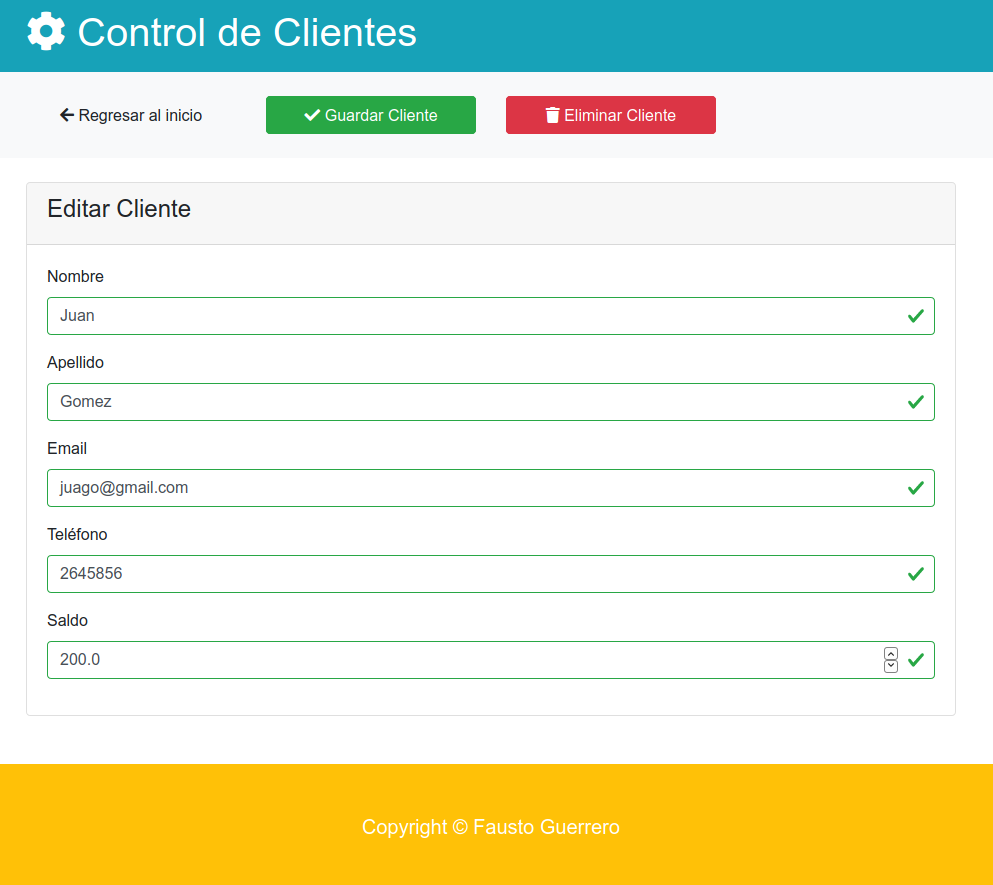 Control de Clientes
Regresar al inicio
Guardar Cliente
Eliminar Cliente
Editar Cliente
Nombre
Juan
Apellido
Gomez
Email
juago@gmail.com
Teléfono
2645856
Saldo
200.0
Copyright © Fausto Guerrero